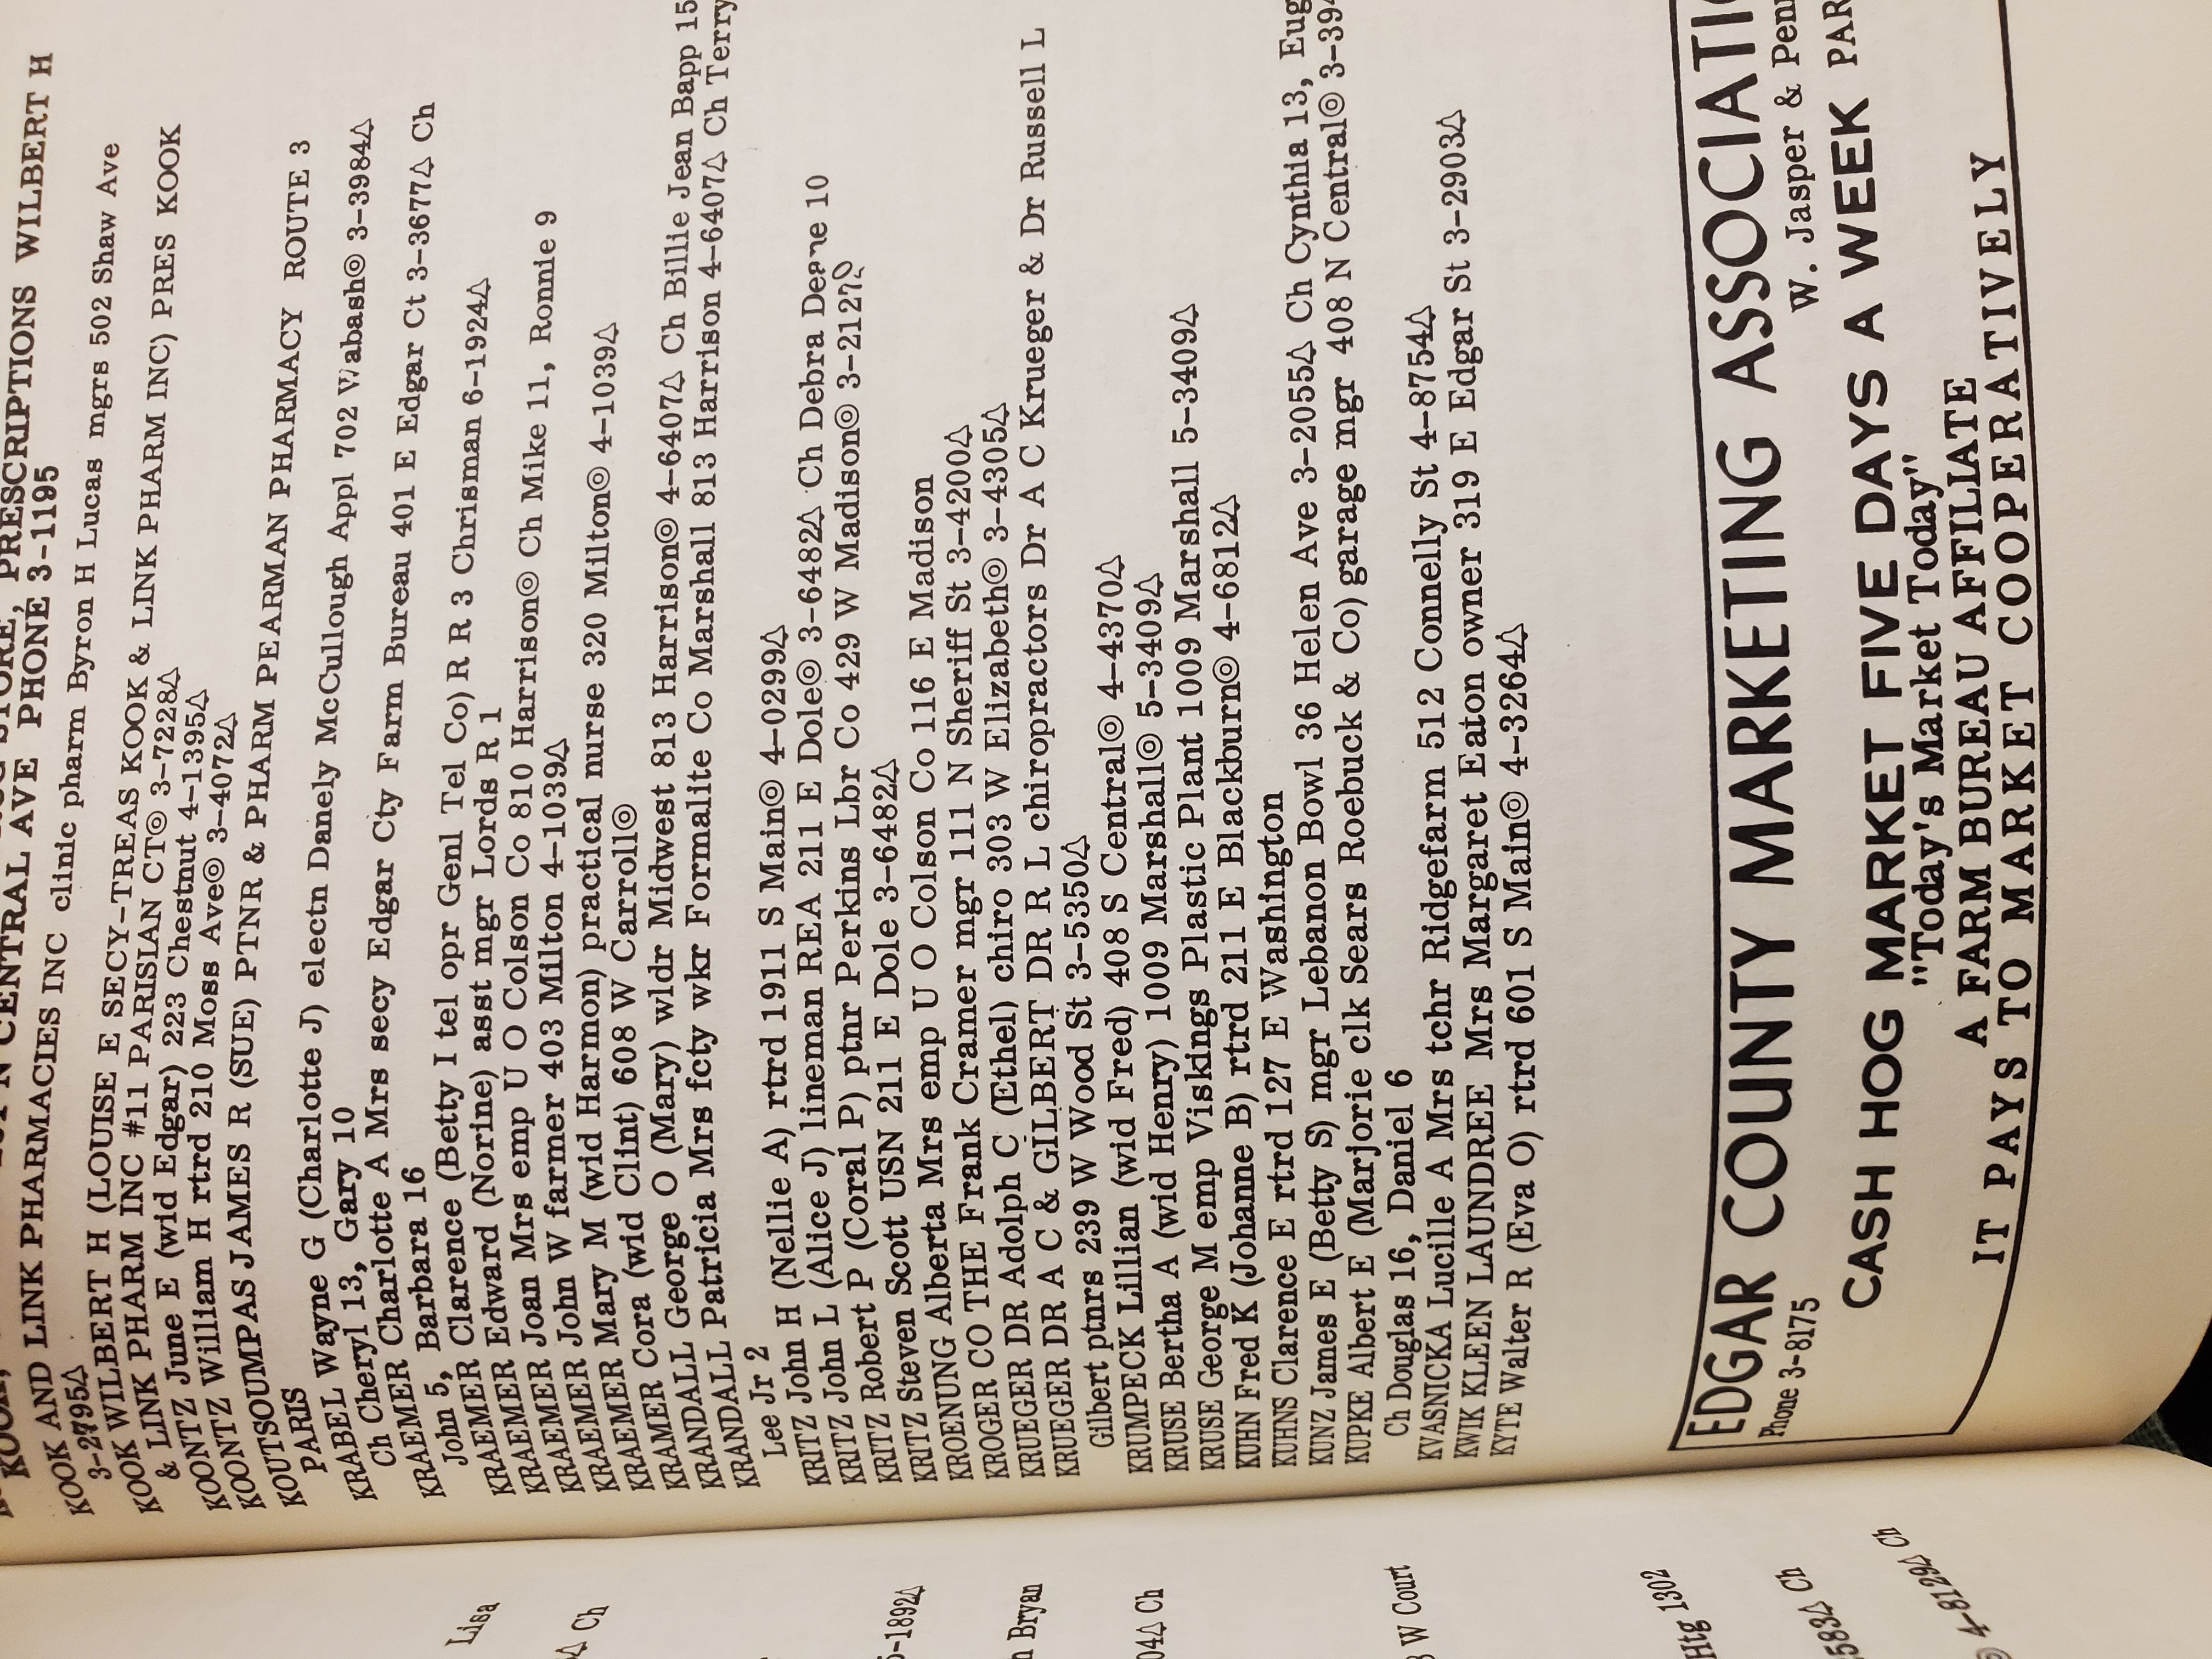 PRESCRIPTIONS WILBERT H
N CENTRAL AVE PHONE 3-1195
KOOK AND LINK PHARMACIES INC clinic pharm Byron H Lucas mgrs 502 Shaw Ave
3-2795△
KOOK WILBERT H (LOUISE E SECY-TREAS KOOK & LINK PHARM INC) PRES KOOK
& LINK PHARM INC #11 PARISIAN CT◎ 3-7228△
KOONTZ June E (wid Edgar) 223 Chestnut 4-1395△
KOONTZ William H rtrd 210 Moss Ave◎ 3-4072△
KOUTSOUMPAS JAMES R (SUE) PTNR & PHARM PEARMAN PHARMACY ROUTE 3
PARIS
KRABEL Wayne G (Charlotte J) electn Danely McCullough Appl 702 Wabash◎ 3-3984△
Ch Cheryl 13, Gary 10
KRAEMER Charlotte A Mrs secy Edgar Cty Farm Bureau 401 E Edgar Ct 3-3677△ Ch
John 5, Barbara 16
KRAEMER Clarence (Betty I tel opr Genl Tel Co) R R 3 Chrisman 6-1924△
KRAEMER Edward (Norine) asst mgr Lords R 1
KRAEMER Joan Mrs emp U O Colson Co 810 Harrison◎ Ch Mike 11, Ronnie 9
KRAEMER John W farmer 403 Milton 4-1039△
KRAEMER Mary M (wid Harmon) practical nurse 320 Milton◎ 4-1039△
KRAMER Cora (wid Clint) 608 W Carroll◎
KRANDALL George O (Mary) wldr Midwest 813 Harrison◎ 4-6407△ Ch Billie Jean Bapp 15
KRANDALL Patricia Mrs fcty wkr Formalite Co Marshall 813 Harrison 4-6407△ Ch Terry
Lee Jr 2
KRITZ John H (Nellie A) rtrd 1911 S Main◎ 4-0299△
KRITZ John L (Alice J) lineman REA 211 E Dole◎ 3-6482△ Ch Debra Deane 10
KRITZ Robert P (Coral P) ptnr Perkins Lbr Co 429 W Madison◎ 3-2127△
KRITZ Steven Scott USN 211 E Dole 3-6482△
KROENUNG Alberta Mrs emp U O Colson Co 116 E Madison
KROGER CO THE Frank Cramer mgr 111 N Sheriff St 3-4200△
KRUEGER DR Adolph C (Ethel) chiro 303 W Elizabeth◎ 3-4305△
KRUEGER DR A C & GILBERT DR R L chiropractors Dr A C Krueger & Dr Russell L
Gilbert ptnrs 239 W Wood St 3-5350△
KRUMPECK Lillian (wid Fred) 408 S Central◎ 4-4370△
KRUSE Bertha A (wid Henry) 1009 Marshall◎ 5-3409△
KRUSE George M emp Viskings Plastic Plant 1009 Marshall 5-3409△
KUHN Fred K (Johanne B) rtrd 211 E Blackburn◎ 4-6812△
KUHNS Clarence E rtrd 127 E Washington
KUNZ James E (Betty S) mgr Lebanon Bowl 36 Helen Ave 3-2055△ Ch Cynthia 13, Eug
KUPKE Albert E (Marjorie clk Sears Roebuck & Co) garage mgr 408 N Central◎ 3-394
Ch Douglas 16, Daniel 6
KVASNICKA Lucille A Mrs tchr Ridgefarm 512 Connelly St 4-8754△
KWIK KLEEN LAUNDREE Mrs Margaret Eaton owner 319 E Edgar St 3-2903△
KYTE Walter R (Eva O) rtrd 601 S Main◎ 4-3264△
EDGAR COUNTY MARKETING ASSOCIATIO
Phone 3-8175 W. Jasper & Penn
CASH HOG MARKET FIVE DAYS A WEEK PAR
"Today's Market Today"
A FARM BUREAU AFFILIATE
IT PAYS TO MARKET COOPERATIVELY
Lisa
△ Ch
-1892△
Bryan
04△ Ch
W Court
Htg 1302
583△ Ch
◎ 4-8129△ Ch